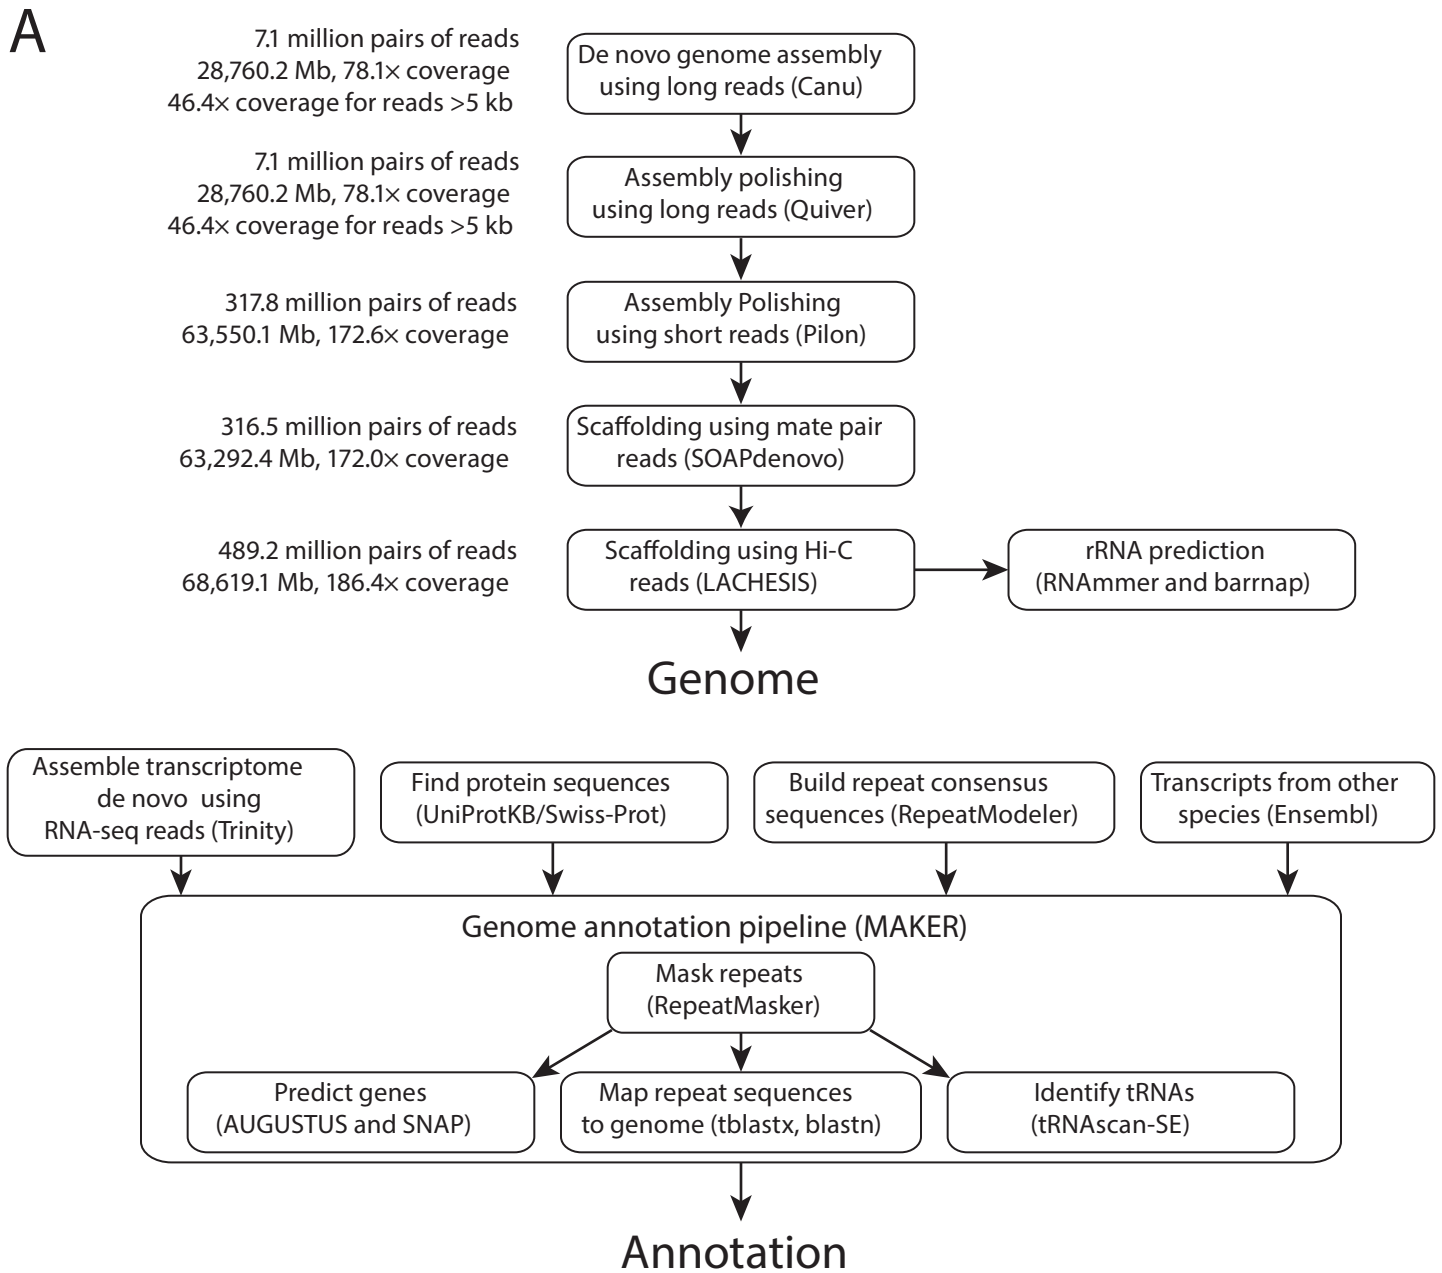 A
7.1 million pairs of reads
28,760.2 Mb, 78.1× coverage
46.4× coverage for reads >5 kb
De novo genome assembly
using long reads (Canu)
7.1 million pairs of reads
28,760.2 Mb, 78.1× coverage
46.4× coverage for reads >5 kb
Assembly polishing
using long reads (Quiver)
317.8 million pairs of reads
63,550.1 Mb, 172.6× coverage
Assembly Polishing
using short reads (Pilon)
316.5 million pairs of reads
63,292.4 Mb, 172.0× coverage
Scaffolding using mate pair
reads (SOAPdenovo)
489.2 million pairs of reads
68,619.1 Mb, 186.4× coverage
Scaffolding using Hi-C
reads (LACHESIS)
rRNA prediction
(RNAmmer and barrnap)
Genome
Assemble transcriptome
de novo using
RNA-seq reads (Trinity)
Find protein sequences
(UniProtKB/Swiss-Prot)
Build repeat consensus
sequences (RepeatModeler)
Transcripts from other
species (Ensembl)
Genome annotation pipeline (MAKER)
Mask repeats
(RepeatMasker)
Predict genes
(AUGUSTUS and SNAP)
Map repeat sequences
to genome (tblastx, blastn)
Identify tRNAs
(tRNAscan-SE)
Annotation